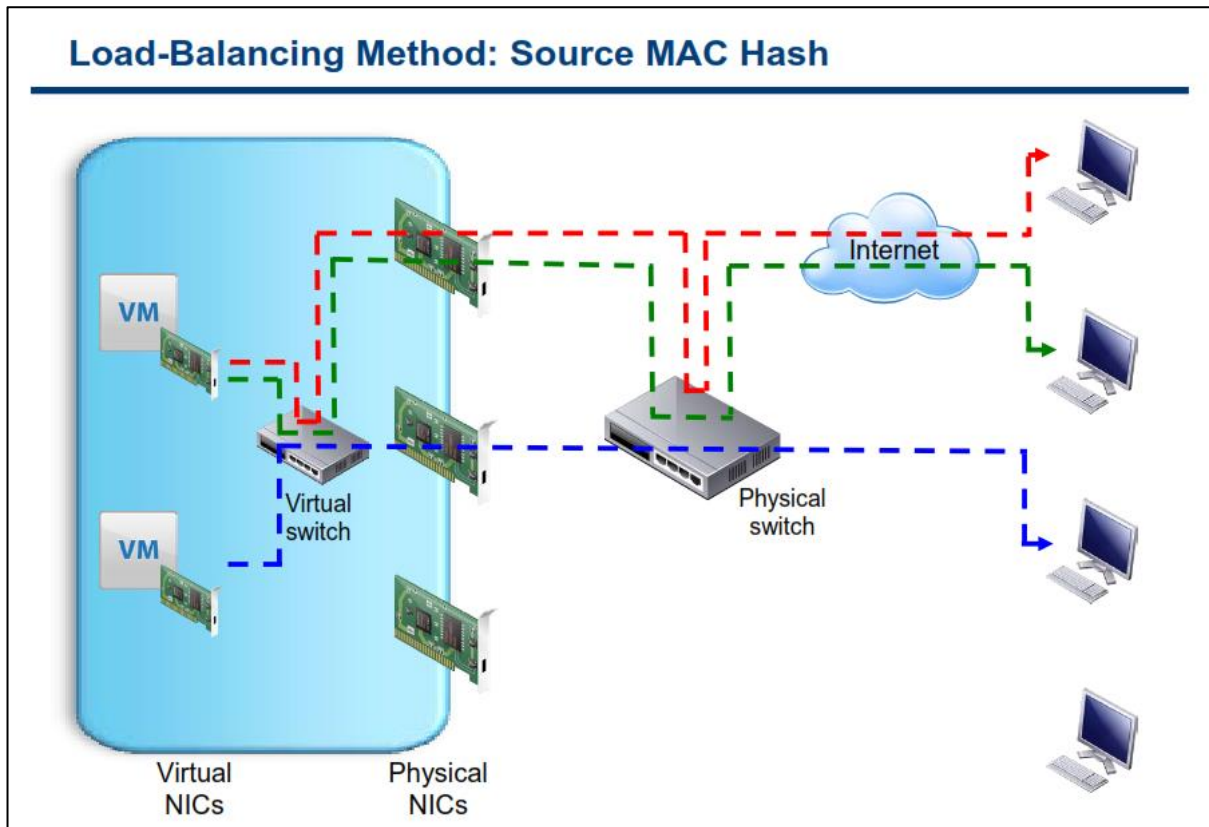 Load-Balancing Method: Source MAC Hash
Internet
VM
Virtual
switch
Physical
switch
VM
Virtual
NICs
Physical
NICs